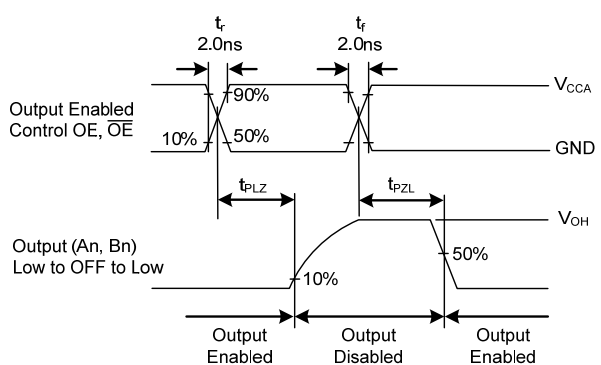 tr
2.0ns
tf
2.0ns
Output Enabled
Control OE, O̅E̅
90%
10%
50%
VCCA
GND
tPLZ
tPZL
VOH
Output (An, Bn)
Low to OFF to Low
50%
10%
Output
Enabled
Output
Disabled
Output
Enabled